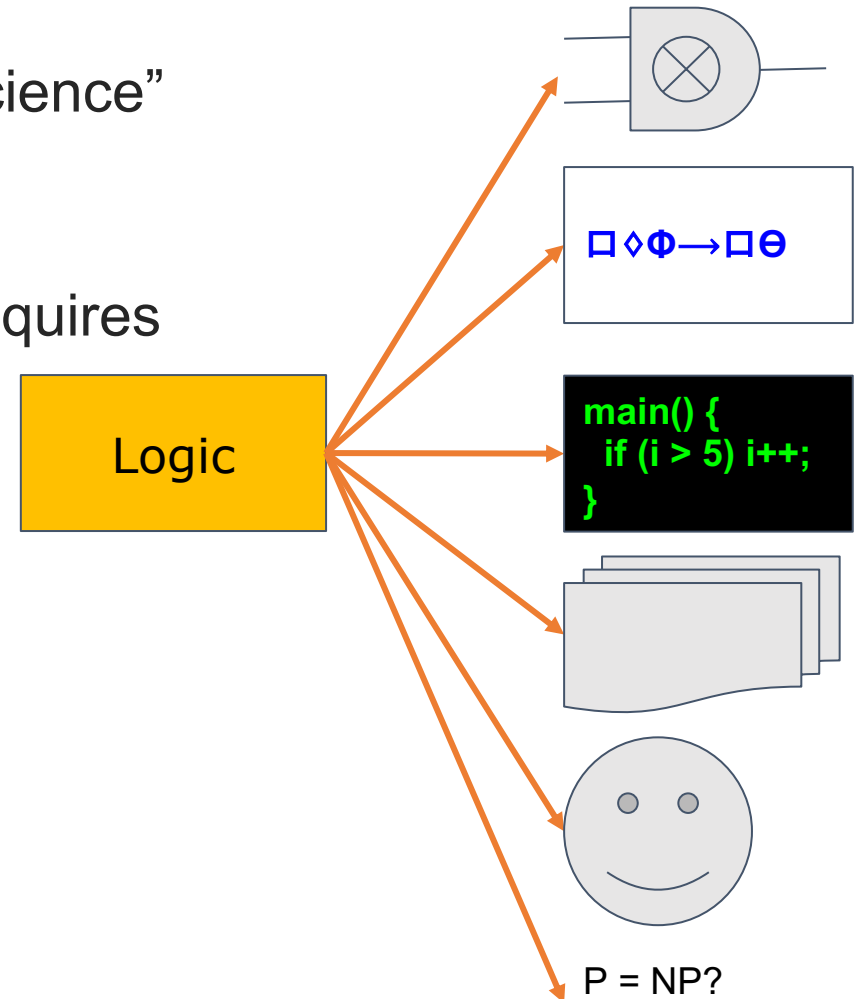 cience”
quires
□◊Φ→□Θ
Logic
main() {
if (i > 5) i++;
}
P = NP?